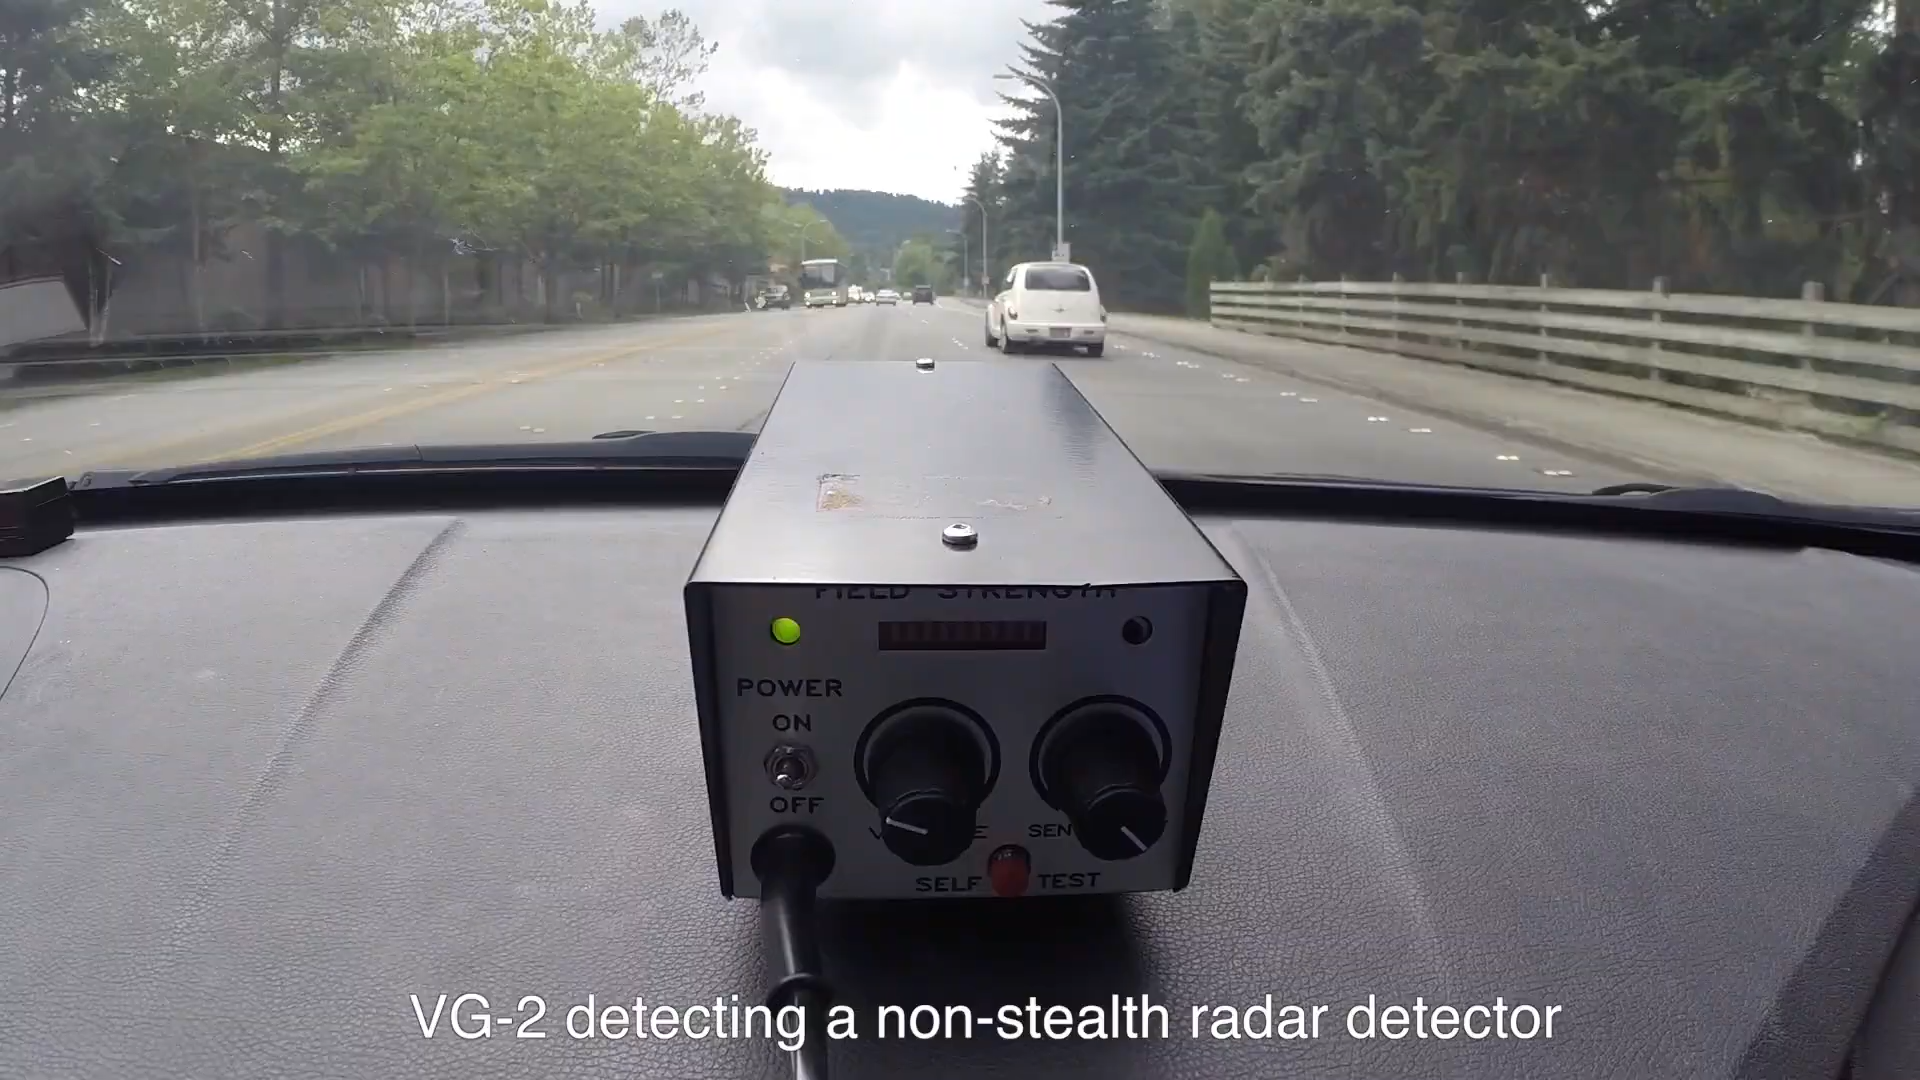 FIELD STRENGTH
POWER
ON
OFF
SELF TEST
VG-2 detecting a non-stealth radar detector